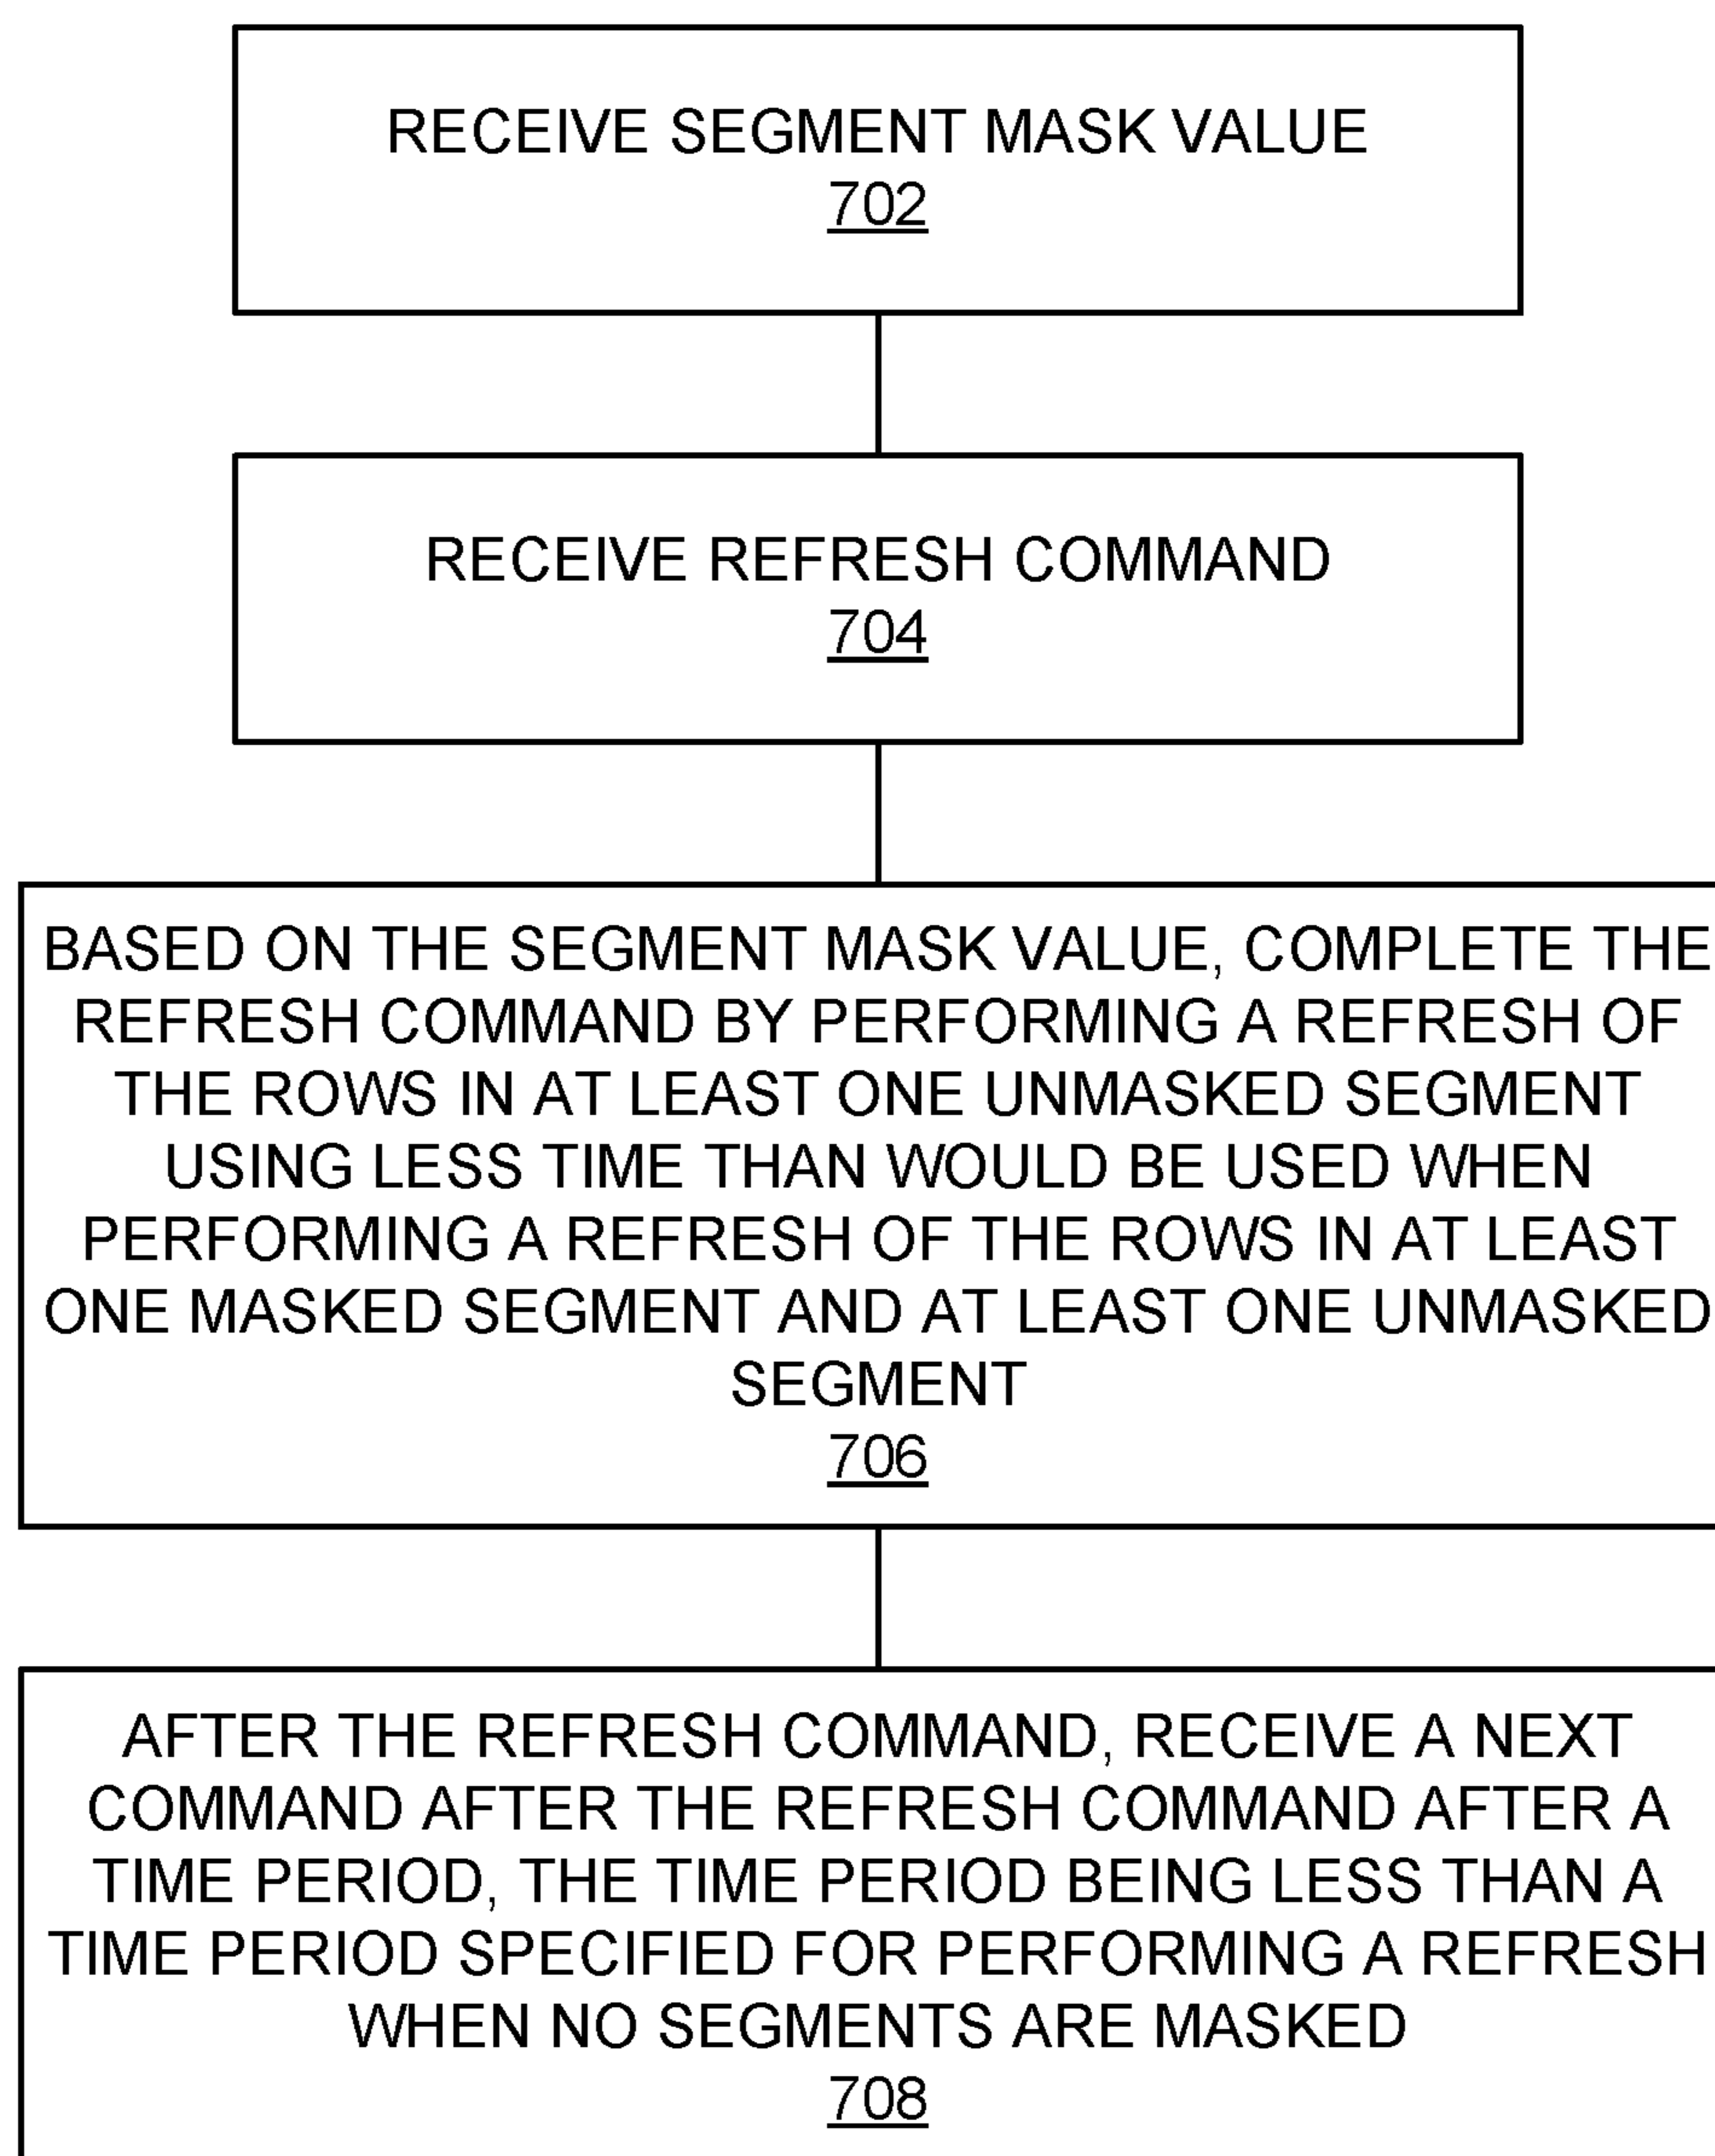 RECEIVE SEGMENT MASK VALUE
702
RECEIVE REFRESH COMMAND
704
BASED ON THE SEGMENT MASK VALUE, COMPLETE THE
REFRESH COMMAND BY PERFORMING A REFRESH OF
THE ROWS IN AT LEAST ONE UNMASKED SEGMENT
USING LESS TIME THAN WOULD BE USED WHEN
PERFORMING A REFRESH OF THE ROWS IN AT LEAST
ONE MASKED SEGMENT AND AT LEAST ONE UNMASKED
SEGMENT
706
AFTER THE REFRESH COMMAND, RECEIVE A NEXT
COMMAND AFTER THE REFRESH COMMAND AFTER A
TIME PERIOD, THE TIME PERIOD BEING LESS THAN A
TIME PERIOD SPECIFIED FOR PERFORMING A REFRESH
WHEN NO SEGMENTS ARE MASKED
708